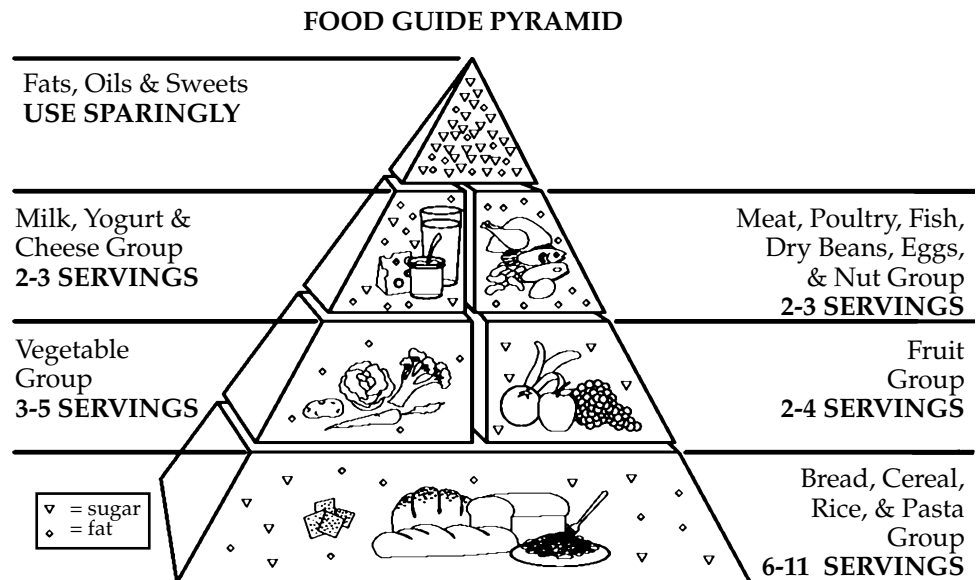 FOOD GUIDE PYRAMID
Fats, Oils & Sweets
USE SPARINGLY
Milk, Yogurt &
Cheese Group
2-3 SERVINGS
Meat, Poultry, Fish,
Dry Beans, Eggs,
& Nut Group
2-3 SERVINGS
Vegetable
Group
3-5 SERVINGS
Fruit
Group
2-4 SERVINGS
Bread, Cereal,
Rice, & Pasta
Group
6-11 SERVINGS
= sugar
= fat